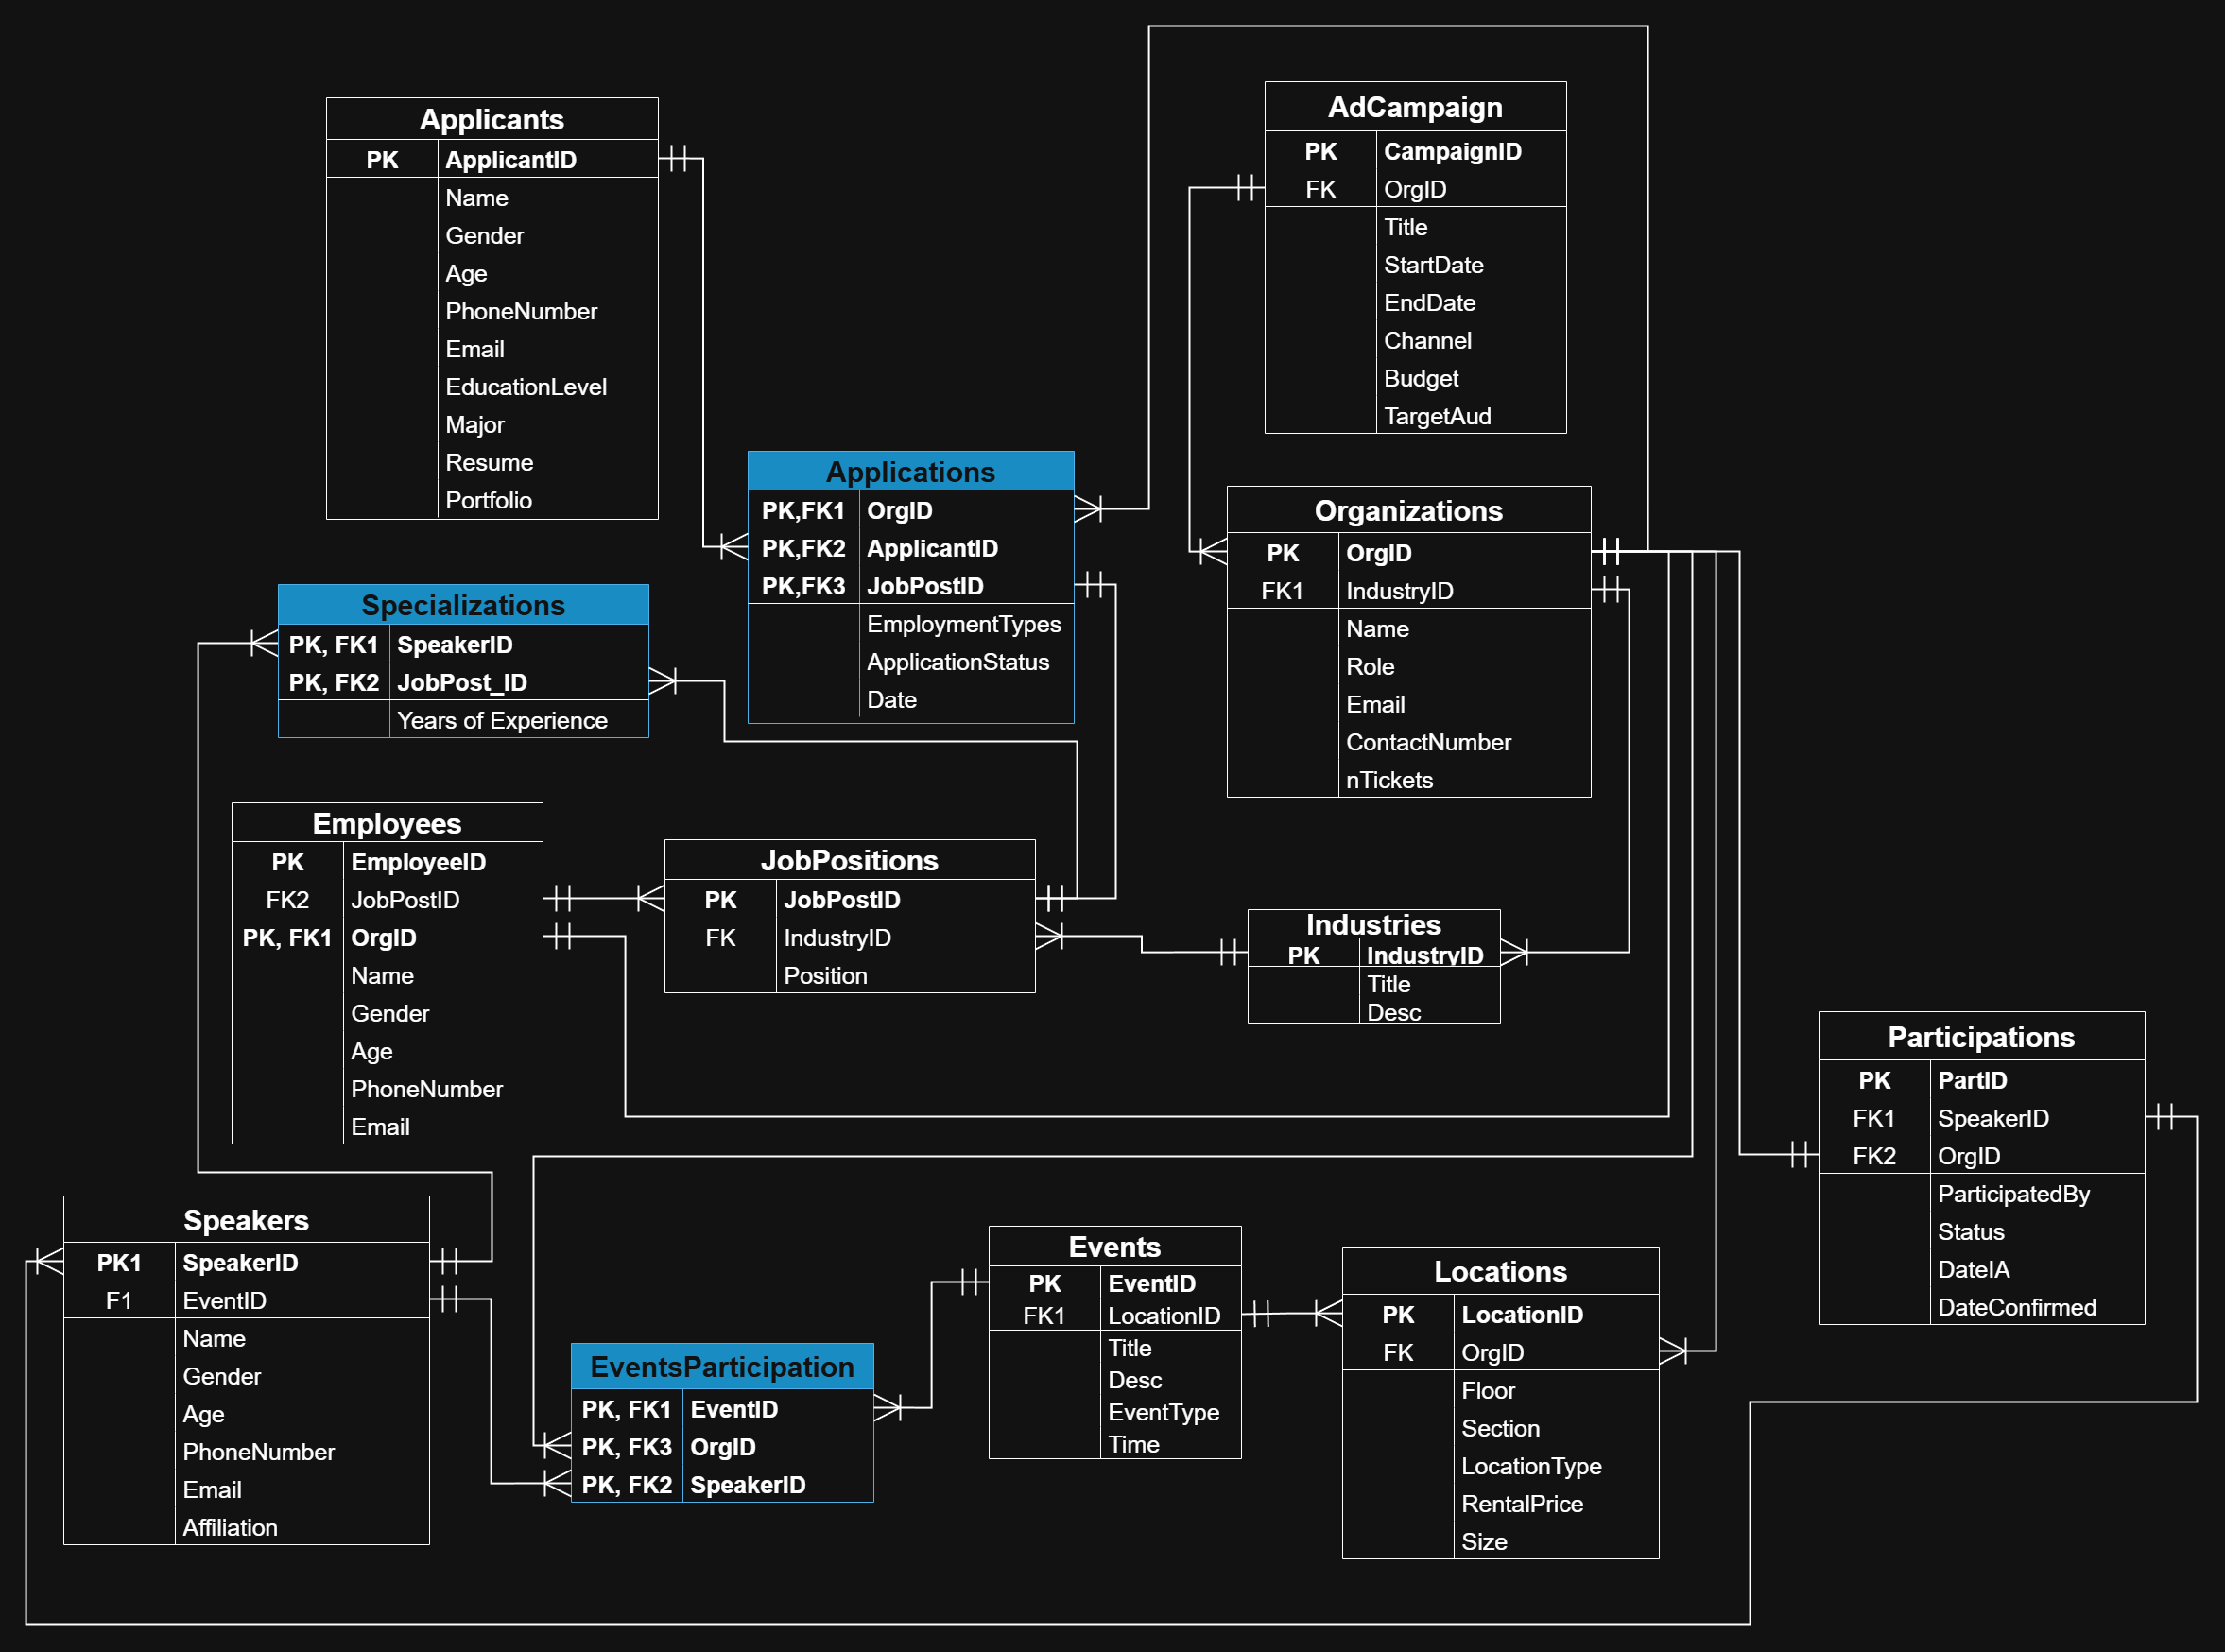 Applicants
PK ApplicantID
Name
Gender
Age
PhoneNumber
Email
EducationLevel
Major
Resume
Portfolio
AdCampaign
PK CampaignID
FK OrgID
Title
StartDate
EndDate
Channel
Budget
TargetAud
Applications
PK,FK1 OrgID
PK,FK2 ApplicantID
PK,FK3 JobPostID
EmploymentTypes
ApplicationStatus
Date
Organizations
PK OrgID
FK1 IndustryID
Name
Role
Email
ContactNumber
nTickets
Specializations
PK, FK1 SpeakerID
PK, FK2 JobPost_ID
Years of Experience
Employees
PK EmployeeID
FK2 JobPostID
PK, FK1 OrgID
Name
Gender
Age
PhoneNumber
Email
JobPositions
PK JobPostID
FK IndustryID
Position
Industries
PK IndustryID
Title
Desc
Participations
PK PartID
FK1 SpeakerID
FK2 OrgID
ParticipatedBy
Status
DateIA
DateConfirmed
Speakers
PK1 SpeakerID
F1 EventID
Name
Gender
Age
PhoneNumber
Email
Affiliation
EventsParticipation
PK, FK1 EventID
PK, FK3 OrgID
PK, FK2 SpeakerID
Events
PK EventID
FK1 LocationID
Title
Desc
EventType
Time
Locations
PK LocationID
FK OrgID
Floor
Section
LocationType
RentalPrice
Size